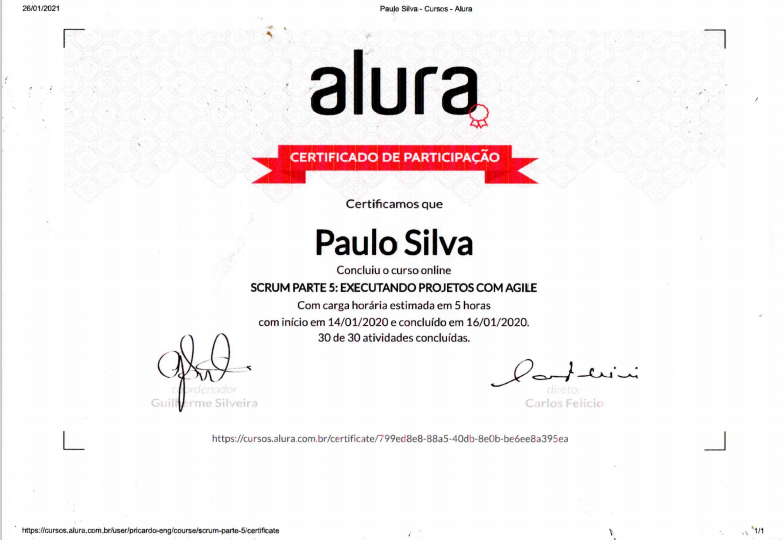 26/01/2021
Paulo Silva - Cursos - Alura
alura
CERTIFICADO DE PARTICIPAÇÃO
Certificamos que
Paulo Silva
Concluiu o curso online
SCRUM PARTE 5: EXECUTANDO PROJETOS COM AGILE
Com carga horária estimada em 5 horas
com início em 14/01/2020 e concluído em 16/01/2020.
30 de 30 atividades concluídas.
coordenador
Guilherme Silveira
diretor
Carlos Felício
https://cursos.alura.com.br/certificate/799ed8e8-88a5-40db-8e0b-be6ee8a395ea
https://cursos.alura.com.br/user/pricardo-eng/course/scrum-parte-5/certificate
1/1